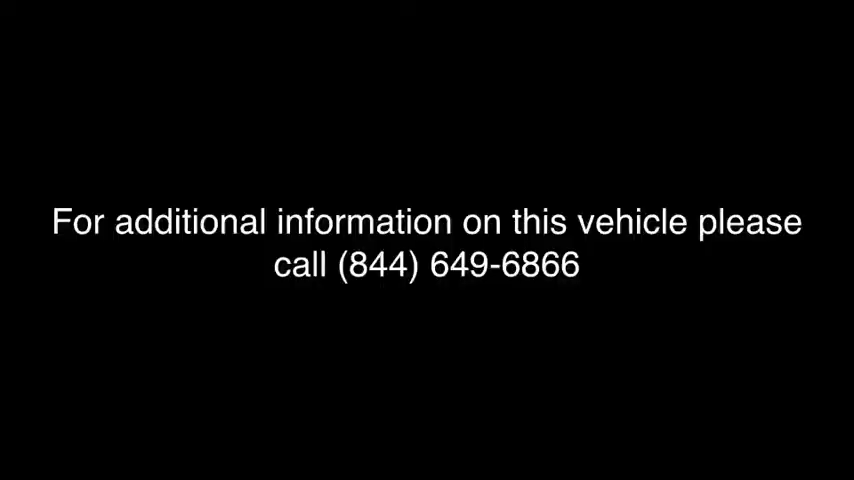 For additional information on this vehicle please
call (844) 649-6866